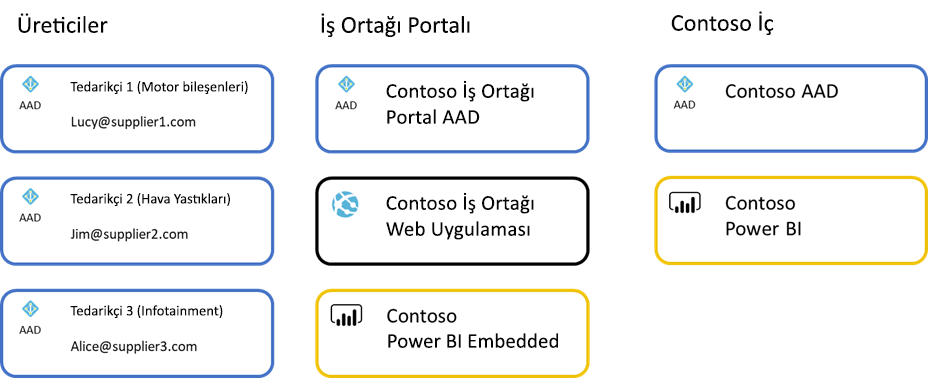 Üreticiler
AAD
Tedarikçi 1 (Motor bileşenleri)
Lucy@supplier1.com
AAD
Tedarikçi 2 (Hava Yastıkları)
Jim@supplier2.com
AAD
Tedarikçi 3 (Infotainment)
Alice@supplier3.com
İş Ortağı Portalı
AAD
Contoso İş Ortağı
Portal AAD
Contoso İş Ortağı
Web Uygulaması
Contoso
Power BI Embedded
Contoso İç
AAD
Contoso AAD
Contoso
Power BI